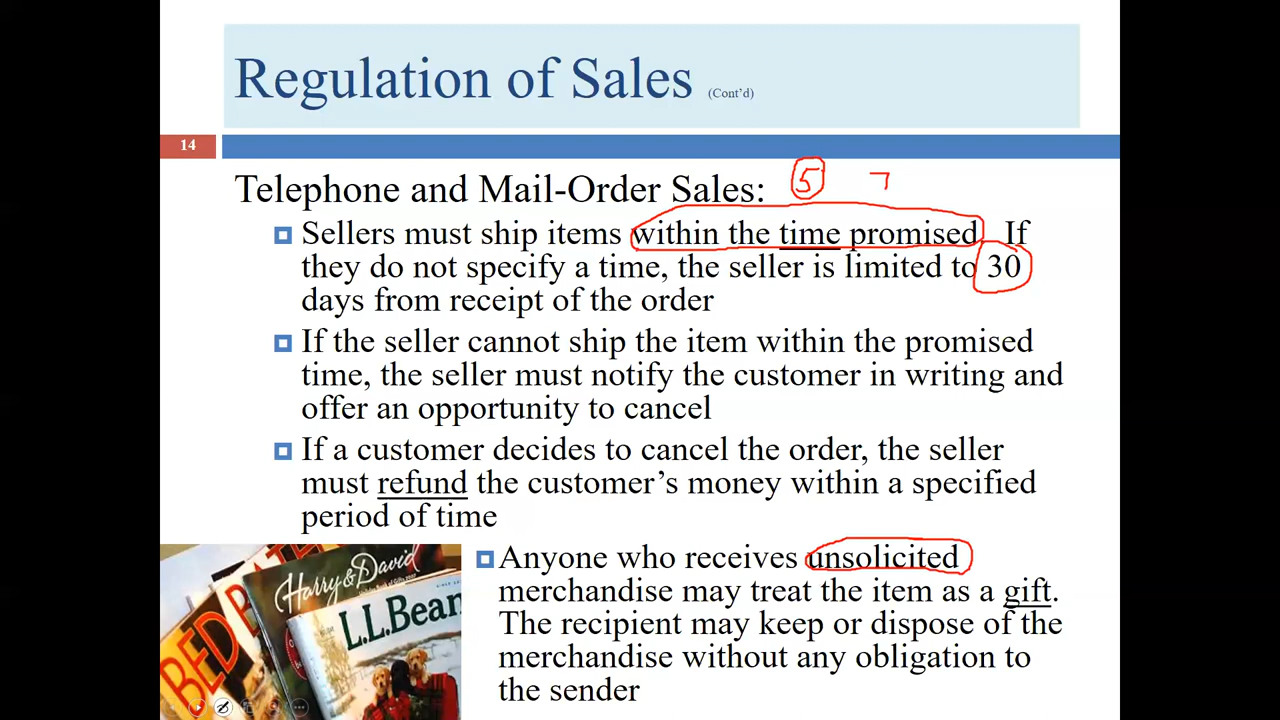 Regulation of Sales (Cont'd)
14
Telephone and Mail-Order Sales: 5 7
Sellers must ship items within the time promised. If
they do not specify a time, the seller is limited to 30
days from receipt of the order
If the seller cannot ship the item within the promised
time, the seller must notify the customer in writing and
offer an opportunity to cancel
If a customer decides to cancel the order, the seller
must refund the customer's money within a specified
period of time
Anyone who receives unsolicited
merchandise may treat the item as a gift.
The recipient may keep or dispose of the
merchandise without any obligation to
the sender
Harry & David
L.L.Bean
BED